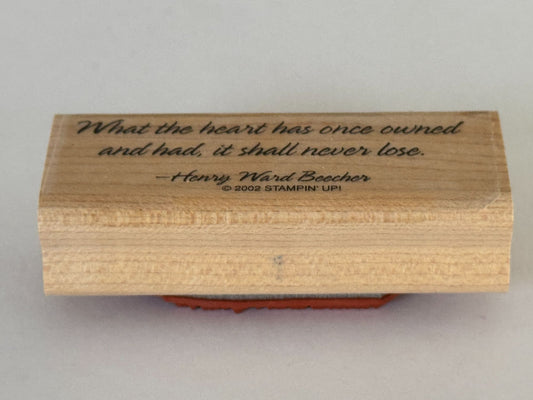 What the heart has once owned
and had, it shall never lose.
—Henry Ward Beecher
© 2002 STAMPIN' UP!